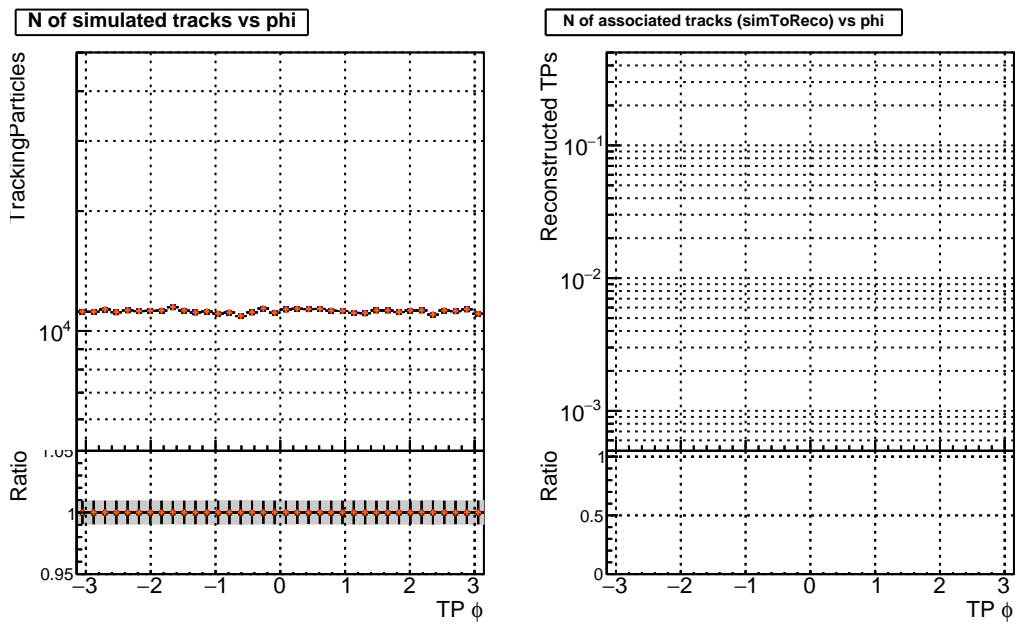 N of simulated tracks vs phi
TrackingParticles
10⁴
1.05
Ratio
1
0.95
−3 −2 −1 0 1 2 3
TP ϕ
N of associated tracks (simToReco) vs phi
Reconstructed TPs
10⁻¹
10⁻²
10⁻³
Ratio
1
0.5
0
−3 −2 −1 0 1 2 3
TP ϕ